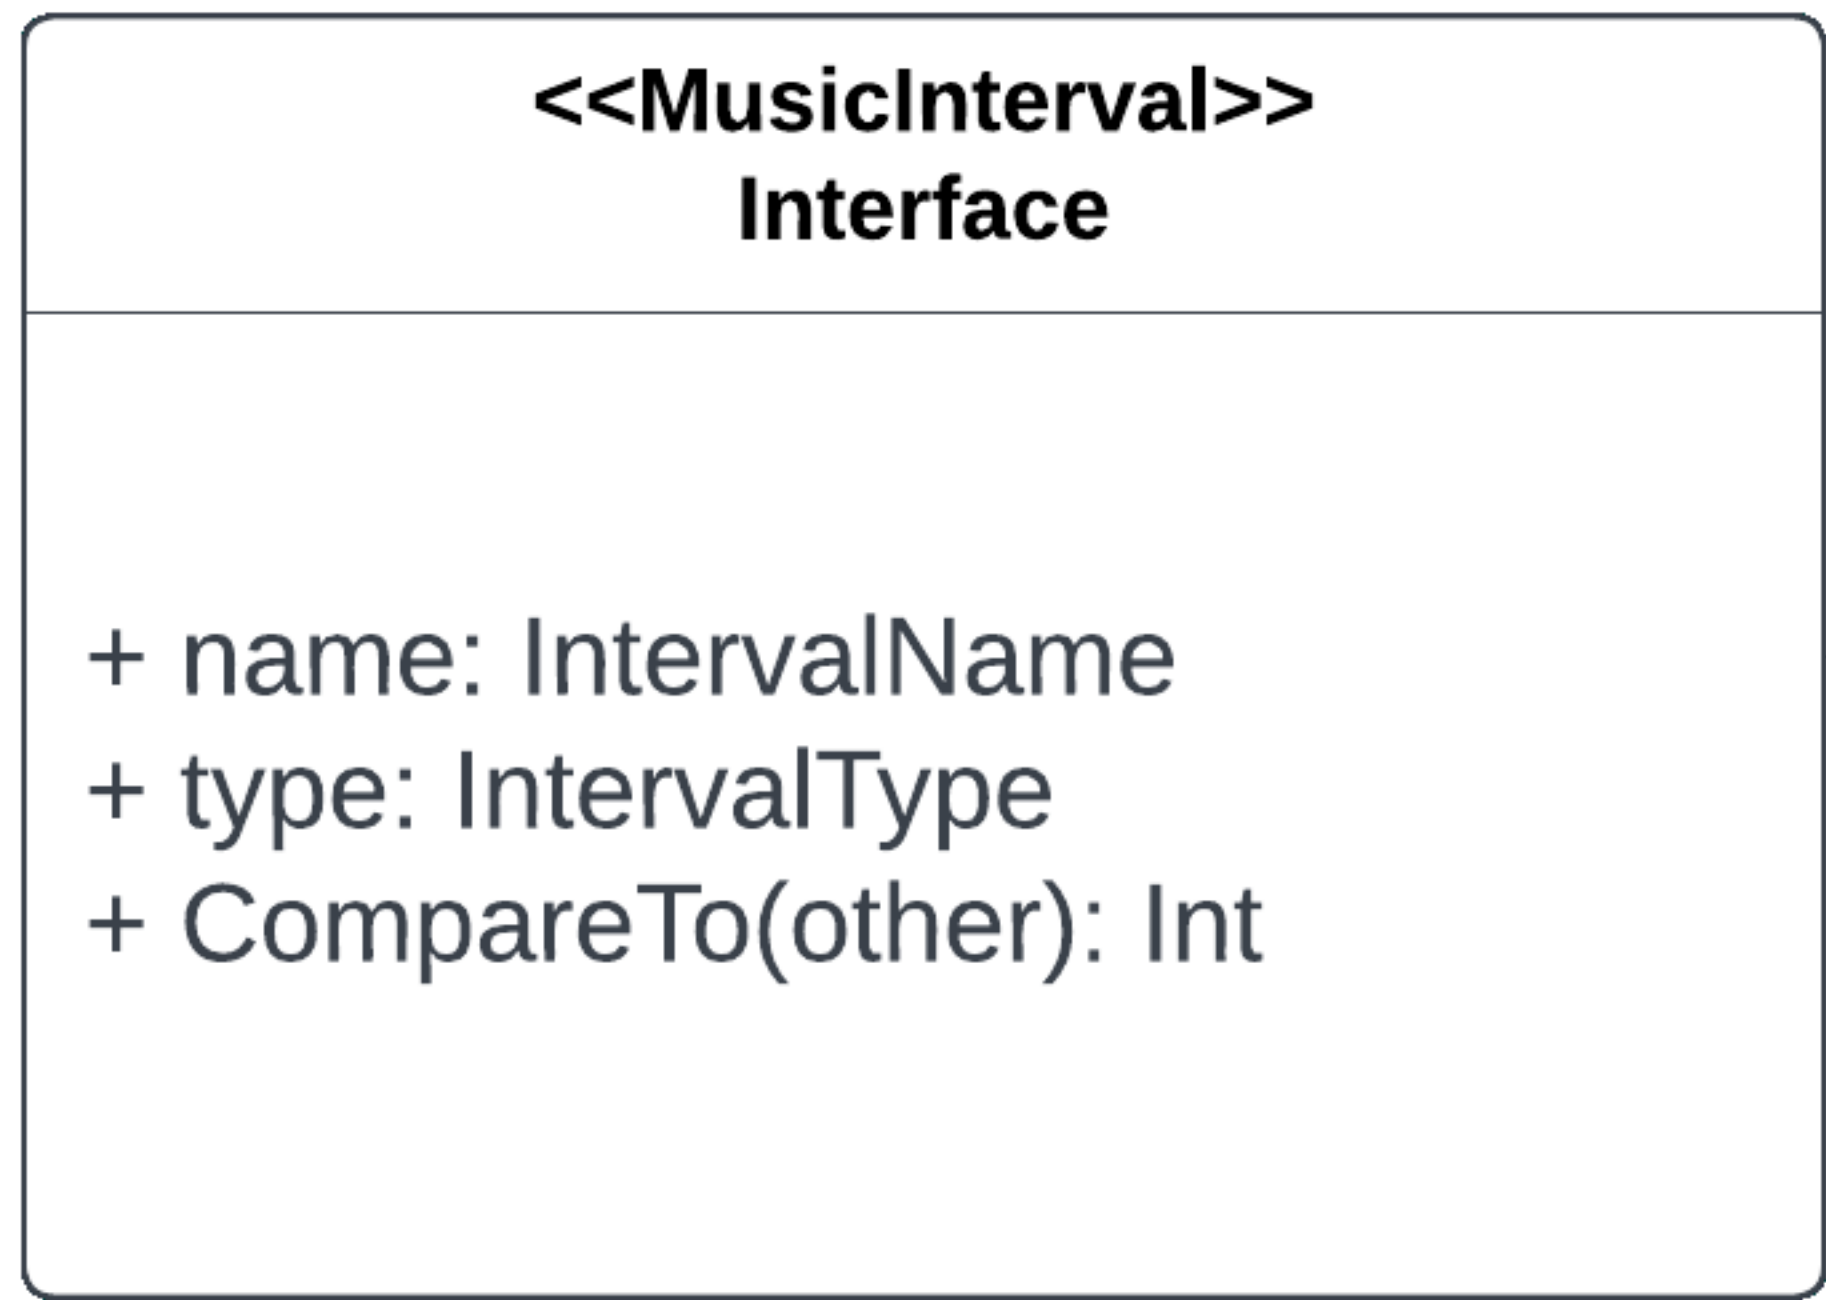 <<MusicInterval>>
Interface
+ name: IntervalName
+ type: IntervalType
+ CompareTo(other): Int